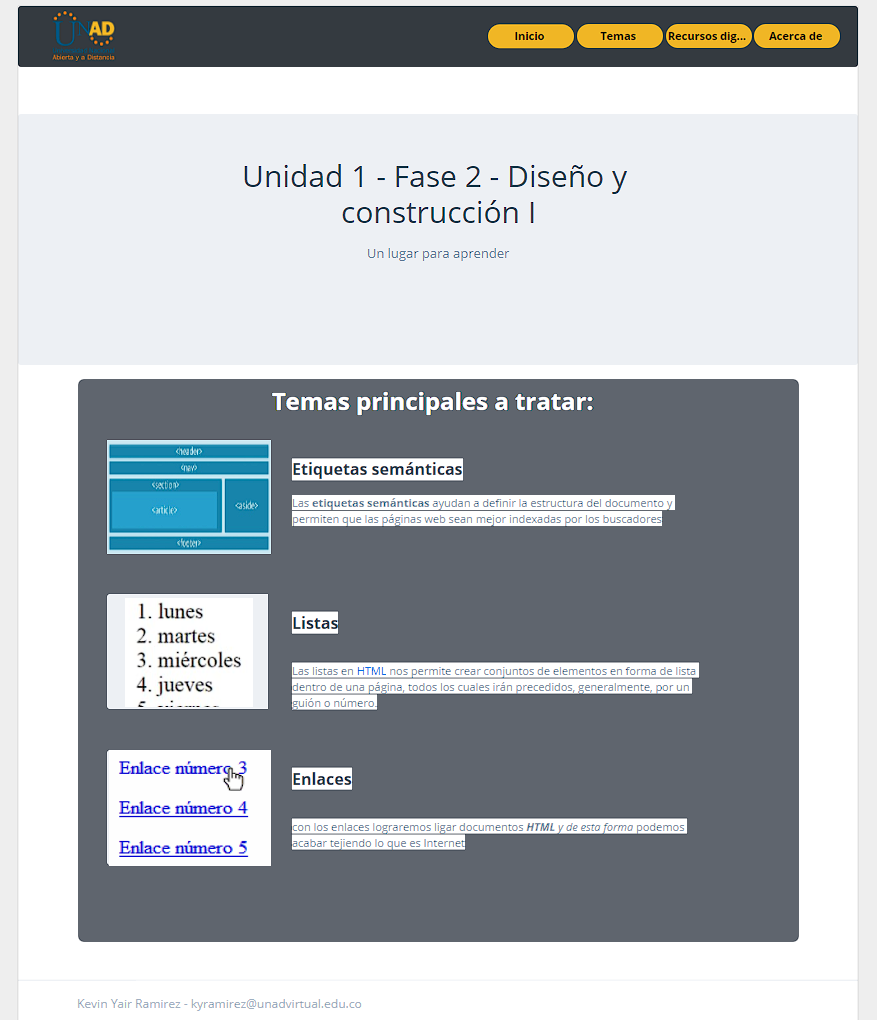 UNAD
Abierta y a Distancia
Inicio
Temas
Recursos dig...
Acerca de
Unidad 1 - Fase 2 - Diseño y
construcción I
Un lugar para aprender
Temas principales a tratar:
<header>
<nav>
<section>
<article>
<aside>
<footer>
Etiquetas semánticas
Las etiquetas semánticas ayudan a definir la estructura del documento y
permiten que las páginas web sean mejor indexadas por los buscadores
1. lunes
2. martes
3. miércoles
4. jueves
5. viernes
Listas
Las listas en HTML nos permite crear conjuntos de elementos en forma de lista
dentro de una página, todos los cuales irán precedidos, generalmente, por un
guión o número.
Enlace número 3
Enlace número 4
Enlace número 5
Enlaces
con los enlaces lograremos ligar documentos HTML y de esta forma podemos
acabar tejiendo lo que es Internet
Kevin Yair Ramirez - kyramirez@unadvirtual.edu.co